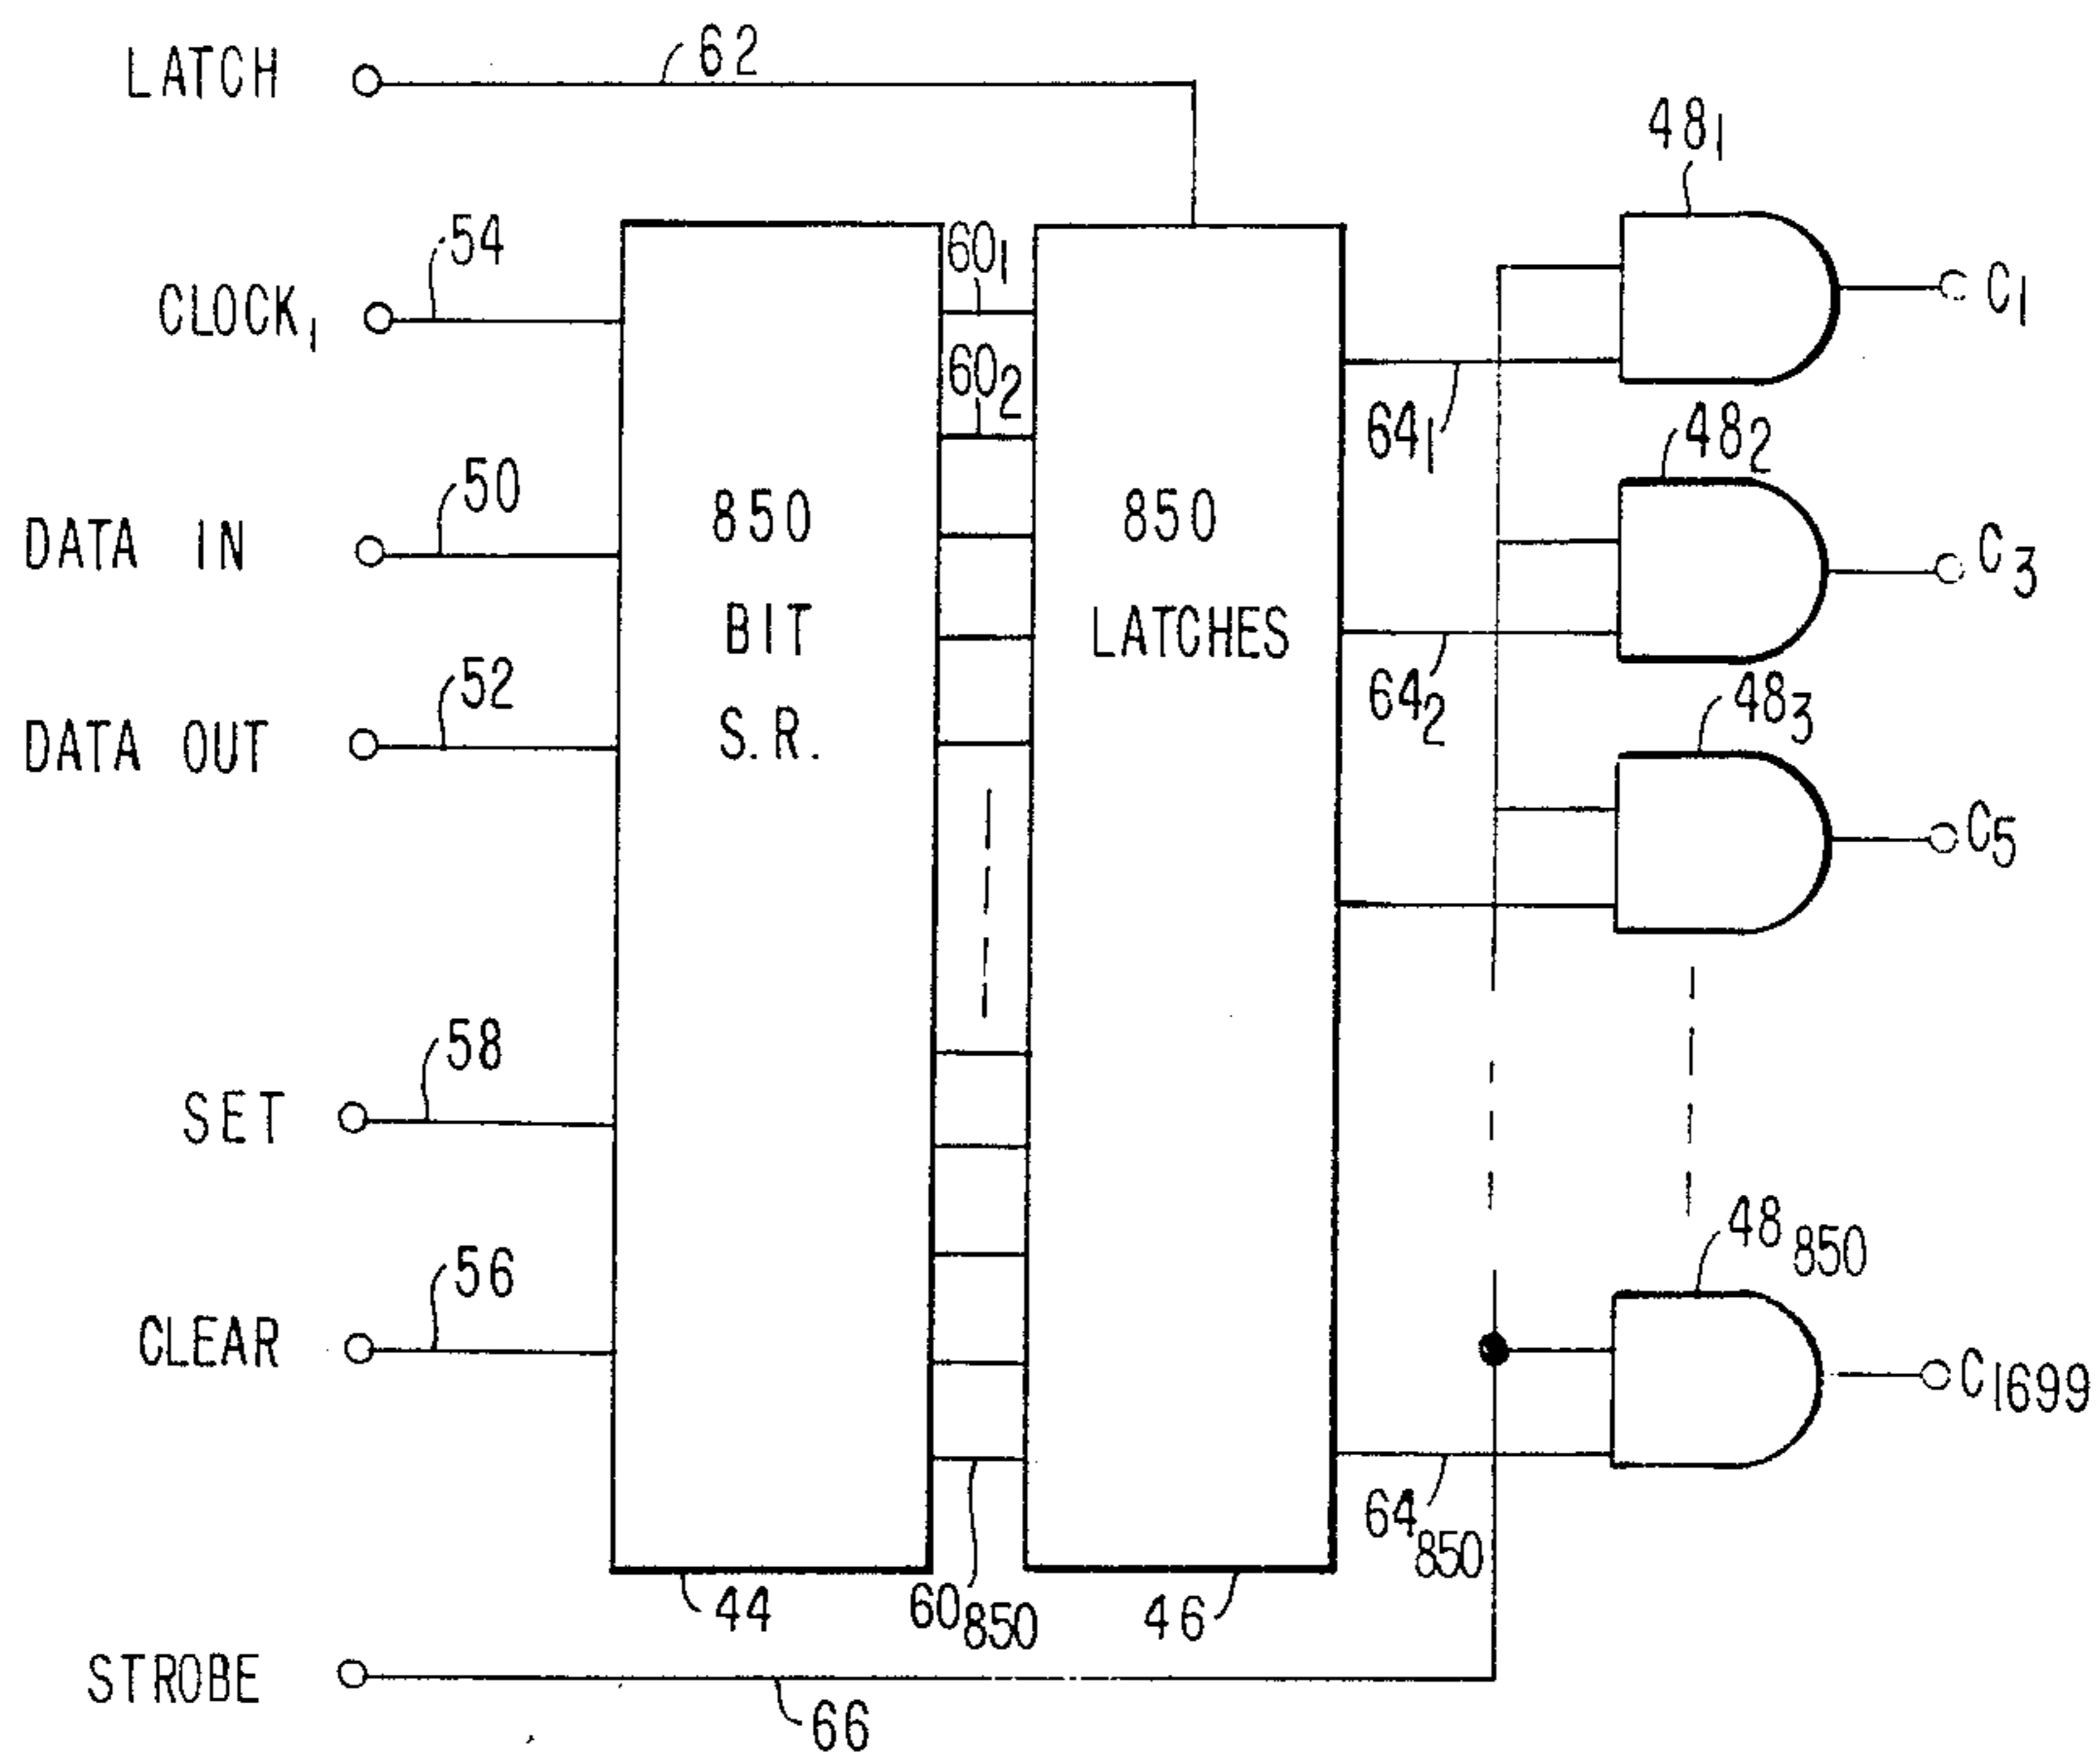 LATCH
62
48₁
CLOCK₁
54
60₁
C₁
60₂
64₁
48₂
DATA IN
50
850
BIT
S.R.
850
LATCHES
C₃
DATA OUT
52
64₂
48₃
C₅
SET
58
48₈₅₀
CLEAR
56
C₁₆₉₉
64₈₅₀
44
60₈₅₀
46
STROBE
66